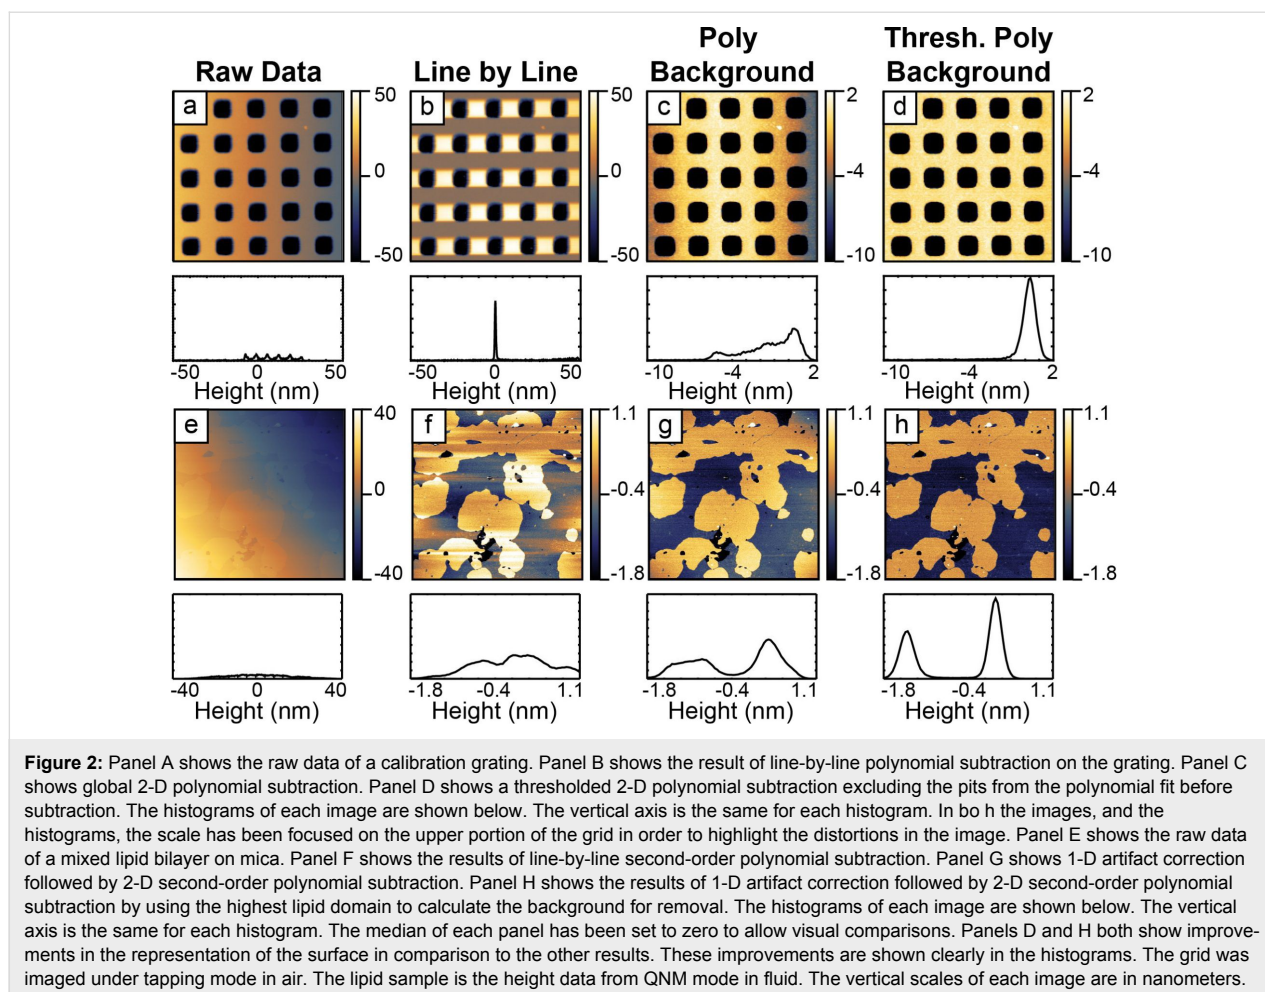 Raw Data
Line by Line
Poly
Background
Thresh. Poly
Background
a
50
0
-50
b
50
0
-50
c
2
-4
-10
d
2
-4
-10
-50 0 50
Height (nm)
-50 0 50
Height (nm)
-10 -4 2
Height (nm)
-10 -4 2
Height (nm)
e
40
0
-40
f
1.1
-0.4
-1.8
g
1.1
-0.4
-1.8
h
1.1
-0.4
-1.8
-40 0 40
Height (nm)
-1.8 -0.4 1.1
Height (nm)
-1.8 -0.4 1.1
Height (nm)
-1.8 -0.4 1.1
Height (nm)
Figure 2: Panel A shows the raw data of a calibration grating. Panel B shows the result of line-by-line polynomial subtraction on the grating. Panel C
shows global 2-D polynomial subtraction. Panel D shows a thresholded 2-D polynomial subtraction excluding the pits from the polynomial fit before
subtraction. The histograms of each image are shown below. The vertical axis is the same for each histogram. In bo h the images, and the
histograms, the scale has been focused on the upper portion of the grid in order to highlight the distortions in the image. Panel E shows the raw data
of a mixed lipid bilayer on mica. Panel F shows the results of line-by-line second-order polynomial subtraction. Panel G shows 1-D artifact correction
followed by 2-D second-order polynomial subtraction. Panel H shows the results of 1-D artifact correction followed by 2-D second-order polynomial
subtraction by using the highest lipid domain to calculate the background for removal. The histograms of each image are shown below. The vertical
axis is the same for each histogram. The median of each panel has been set to zero to allow visual comparisons. Panels D and H both show improve-
ments in the representation of the surface in comparison to the other results. These improvements are shown clearly in the histograms. The grid was
imaged under tapping mode in air. The lipid sample is the height data from QNM mode in fluid. The vertical scales of each image are in nanometers.